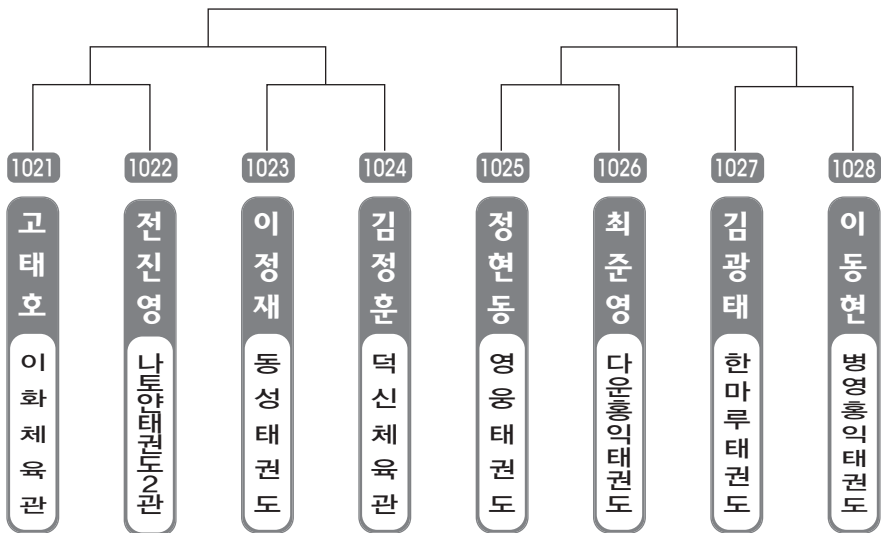 1021
고태호
이화체육관
1022
전진영
나토얀태권도2관
1023
이정재
동성태권도
1024
김정훈
덕신체육관
1025
정현동
영웅태권도
1026
최준영
다운홍익태권도
1027
김광태
한마루태권도
1028
이동현
병영홍익태권도